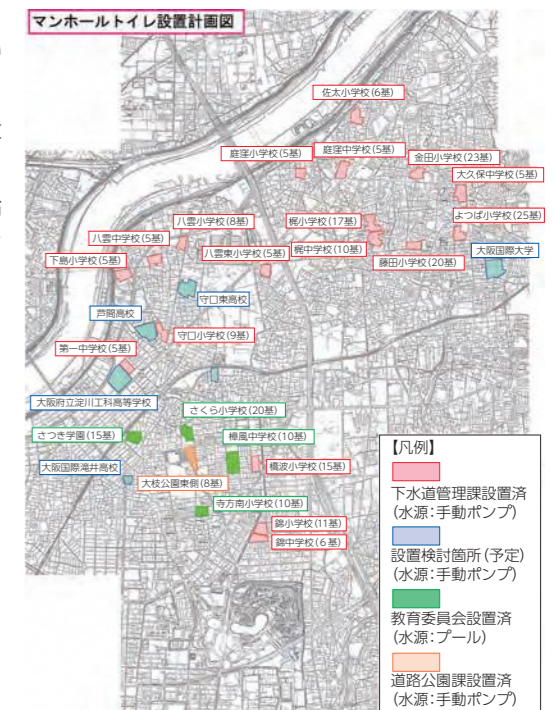 マンホールトイレ設置計画図
佐太小学校(6基)
庭窪小学校(5基)
庭窪中学校(5基)
金田小学校(23基)
大久保中学校(5基)
八雲小学校(8基)
梶小学校(17基)
よつば小学校(25基)
八雲中学校(5基)
八雲東小学校(5基)
梶中学校(10基)
大阪国際大学
下島小学校(5基)
藤田小学校(20基)
守口東高校
芦間高校
守口小学校(9基)
第一中学校(5基)
大阪府立淀川工科高等学校
さくら小学校(20基)
さつき学園(15基)
樟風中学校(10基)
大阪国際滝井高校
大枝公園東側(8基)
橋波小学校(15基)
寺方南小学校(10基)
錦小学校(11基)
錦中学校(6基)
【凡例】
下水道管理課設置済
(水源:手動ポンプ)
設置検討箇所(予定)
(水源:手動ポンプ)
教育委員会設置済
(水源:プール)
道路公園課設置済
(水源:手動ポンプ)